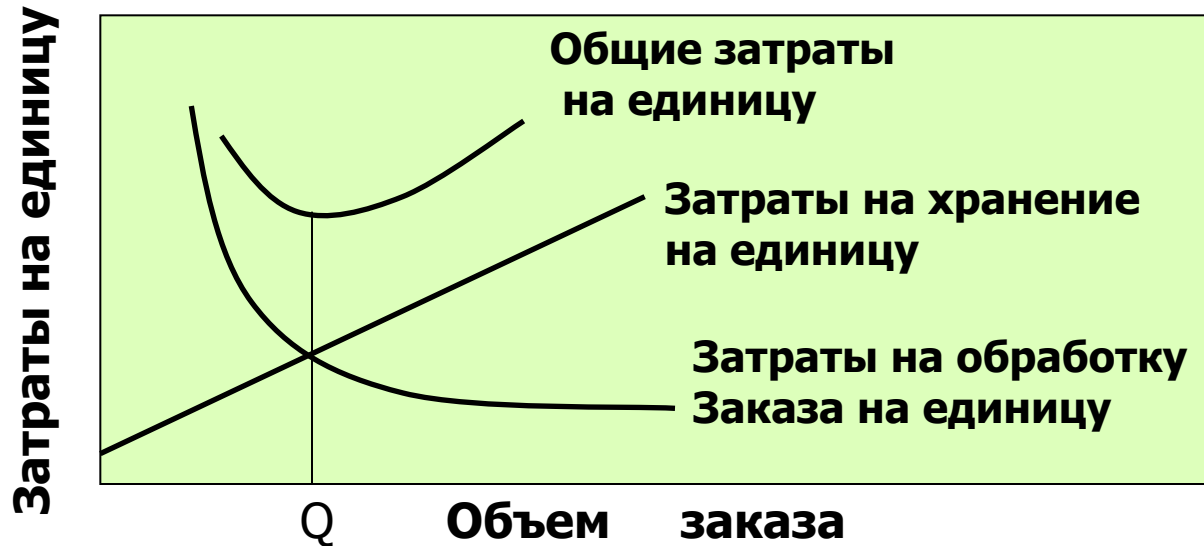 Затраты на единицу
Общие затраты
на единицу
Затраты на хранение
на единицу
Затраты на обработку
Заказа на единицу
Q Объем заказа